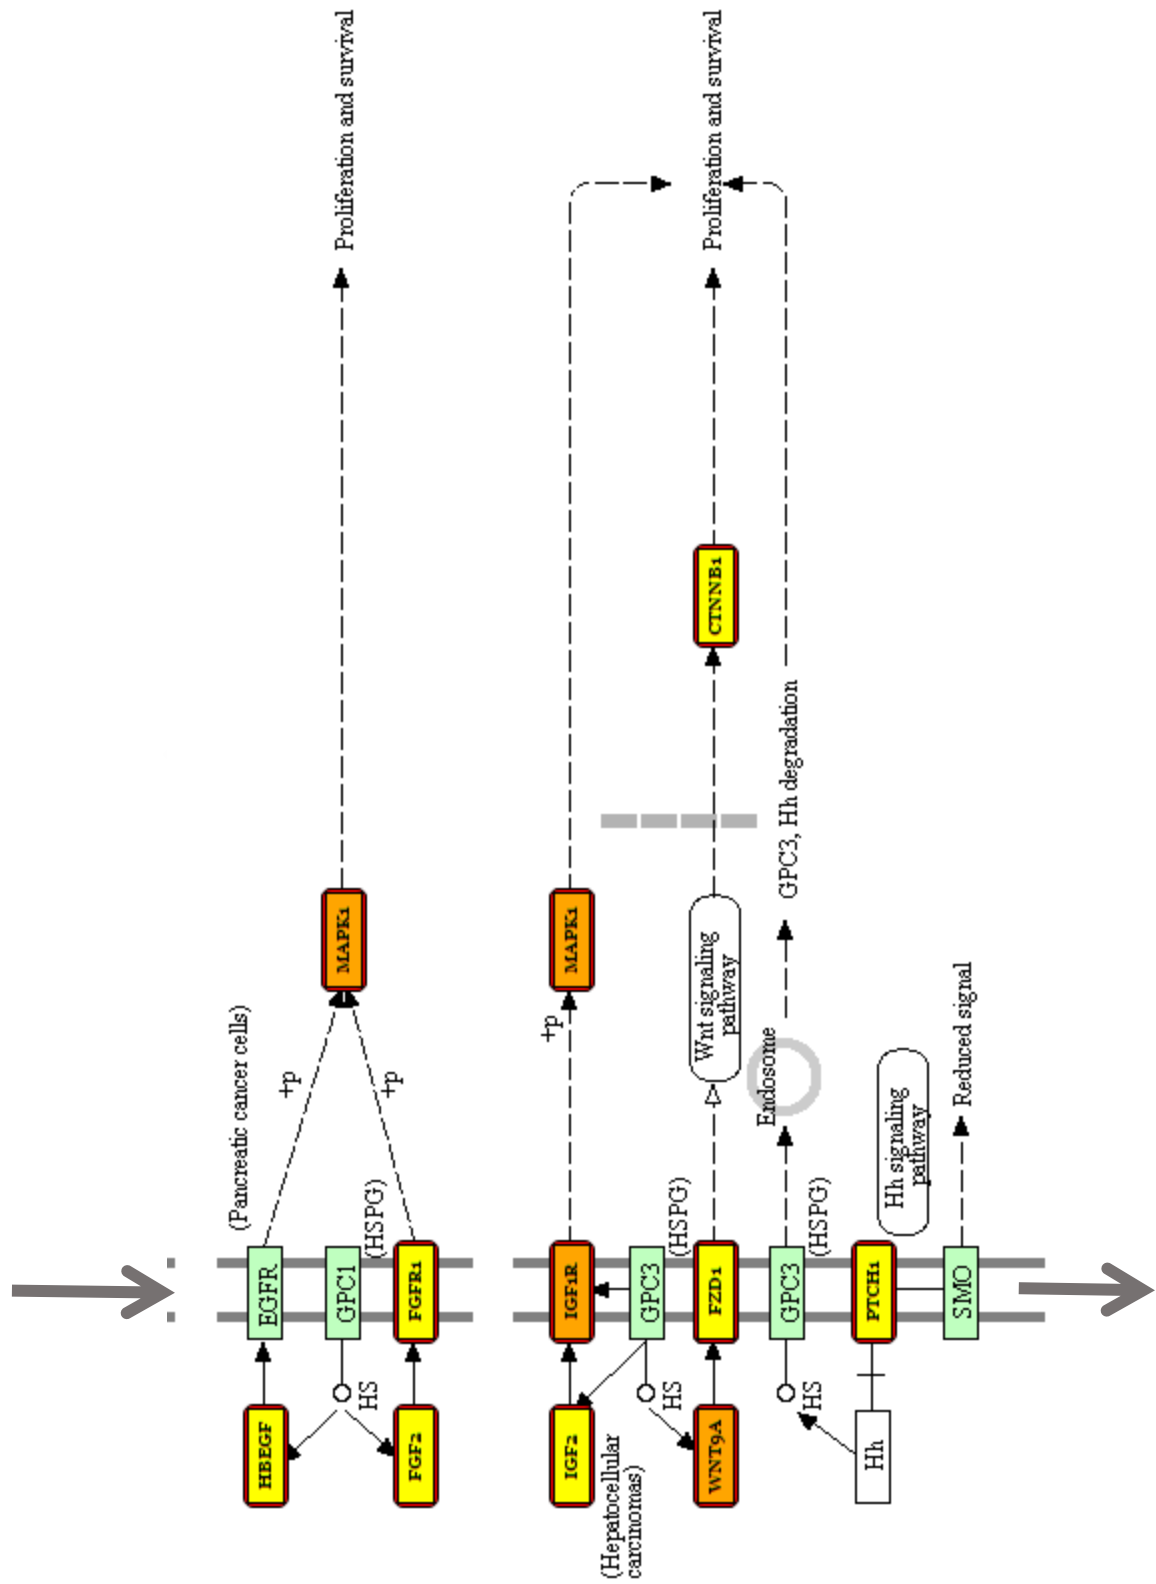 (Pancreatic cancer cells)
HBEGF
EGFR
+p
HS
GPC1
(HSPG)
MAPK1
Proliferation and survival
+p
FGF2
FGFR1
IGF2
IGF1R
+p
MAPK1
(Hepatocellular
carcinomas)
HS
GPC3
(HSPG)
WNT9A
FZD1
Wnt signaling
pathway
CTNNB1
Proliferation and survival
HS
GPC3
(HSPG)
Endosome
GPC3, Hh degradation
Hh
PTCH1
Hh signaling
pathway
SMO
Reduced signal